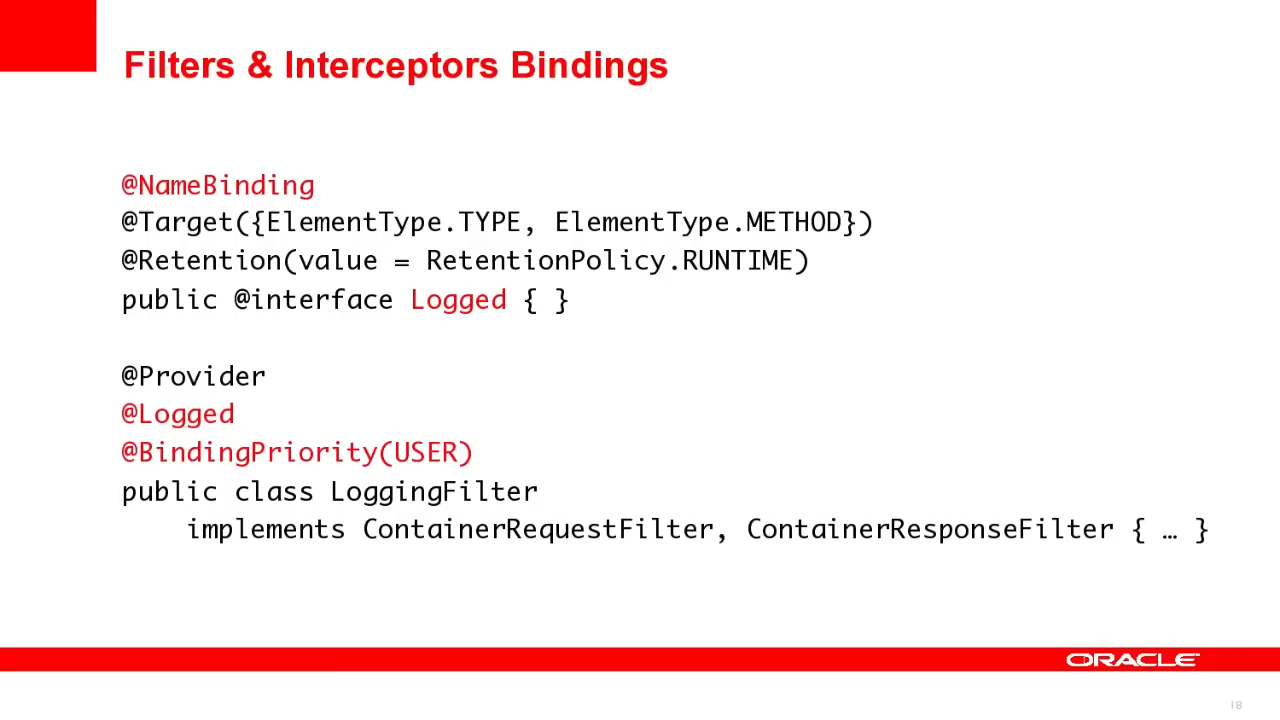 Filters & Interceptors Bindings
@NameBinding
@Target({ElementType.TYPE, ElementType.METHOD})
@Retention(value = RetentionPolicy.RUNTIME)
public @interface Logged { }
@Provider
@Logged
@BindingPriority(USER)
public class LoggingFilter
    implements ContainerRequestFilter, ContainerResponseFilter { … }
ORACLE
18